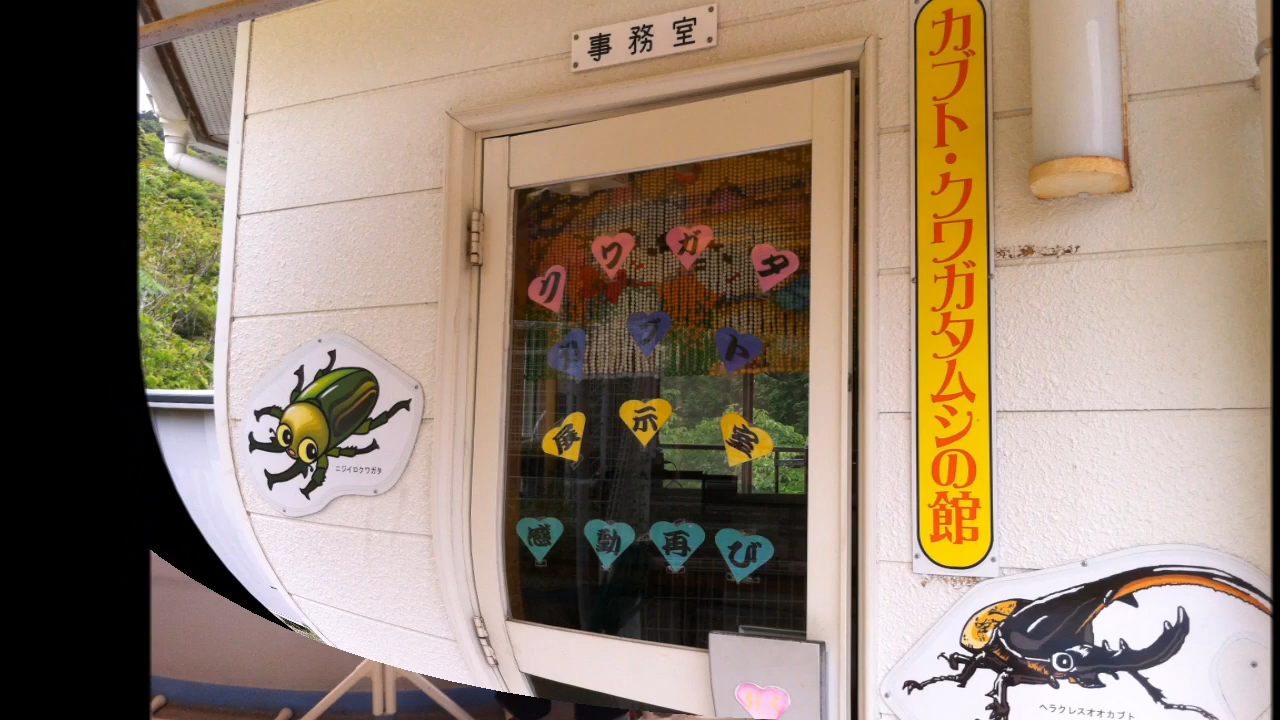 事務室
カブト・クワガタムシの館
クワガタ
カブト
展示室
感動再び
ニジイロクワガタ
ヘラクレスオオカブト